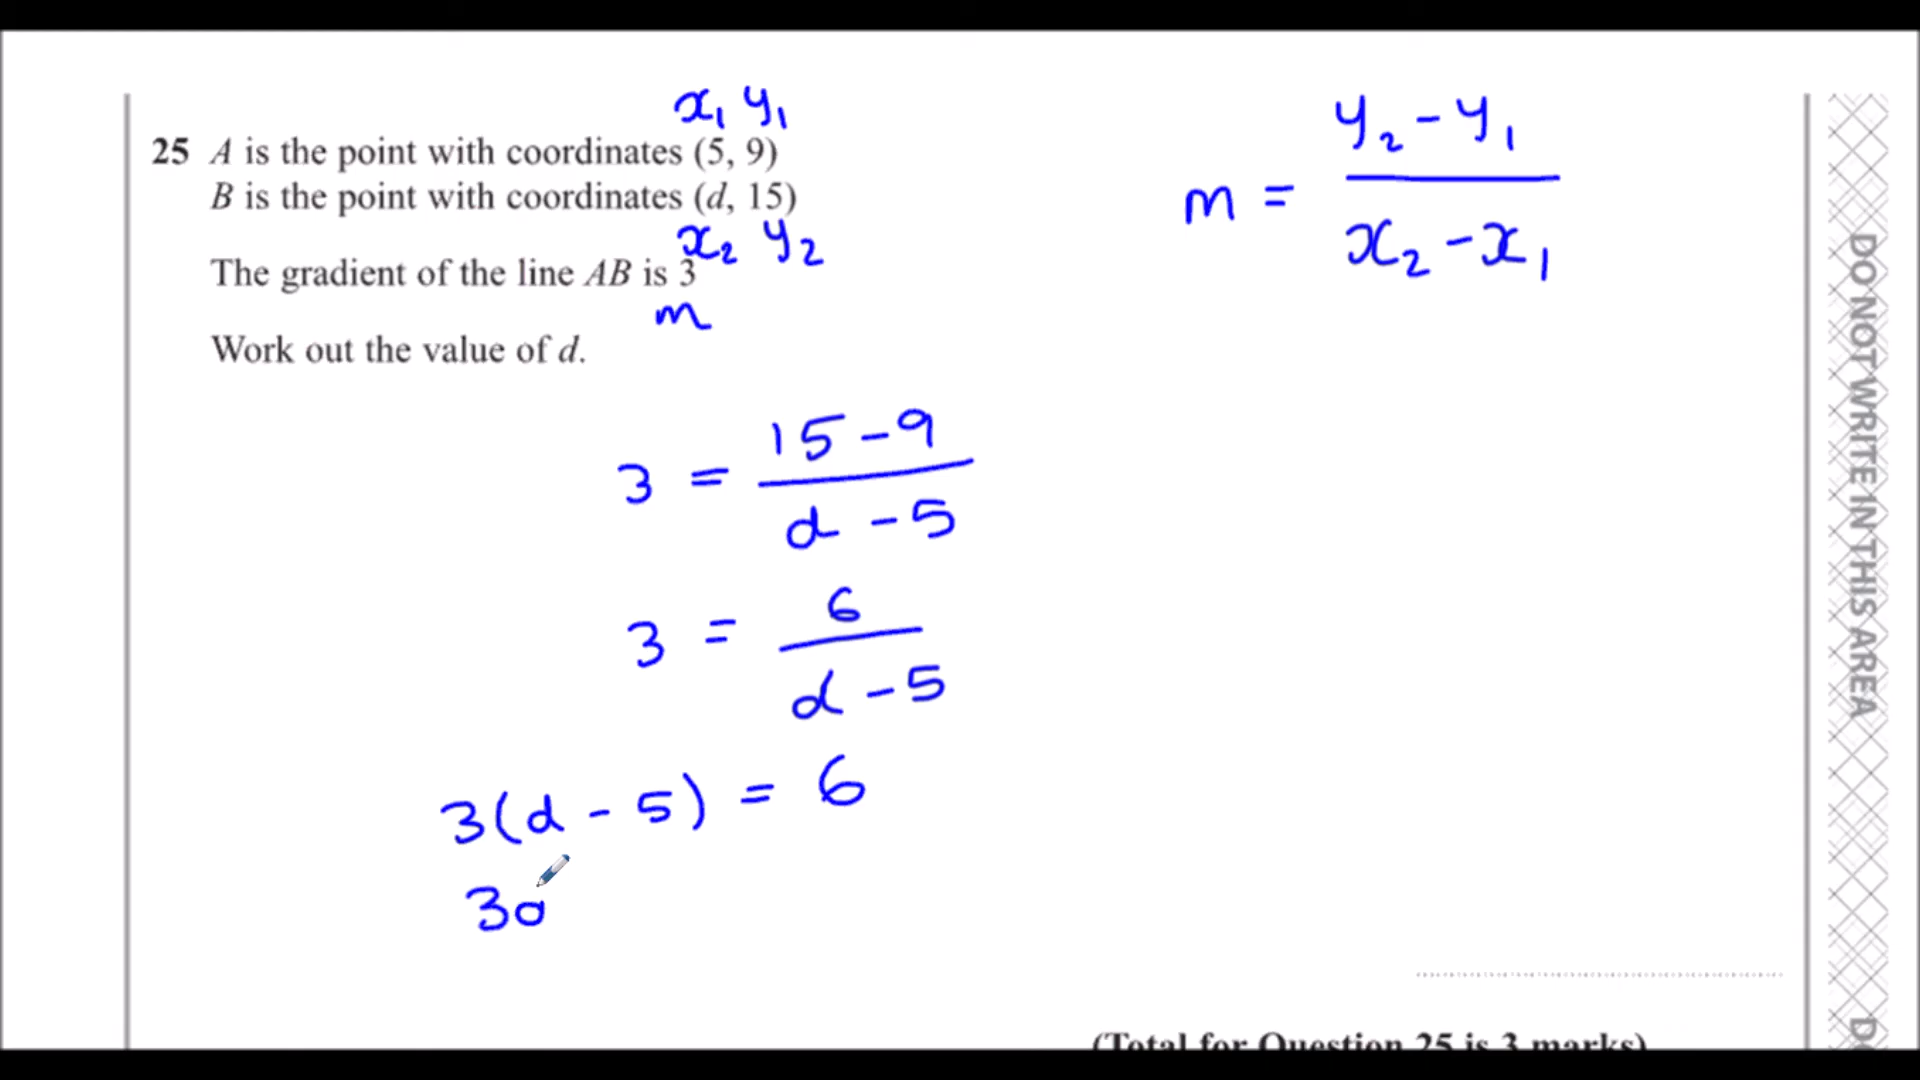 x₁ y₁
25 A is the point with coordinates (5, 9)
B is the point with coordinates (d, 15)
x₂ y₂
The gradient of the line AB is 3
m
Work out the value of d.
m = (y₂ - y₁) / (x₂ - x₁)
3 = (15 - 9) / (d - 5)
3 = 6 / (d - 5)
3(d - 5) = 6
3
(Total for Question 25 is 3 marks)
DO NOT WRITE IN THIS AREA